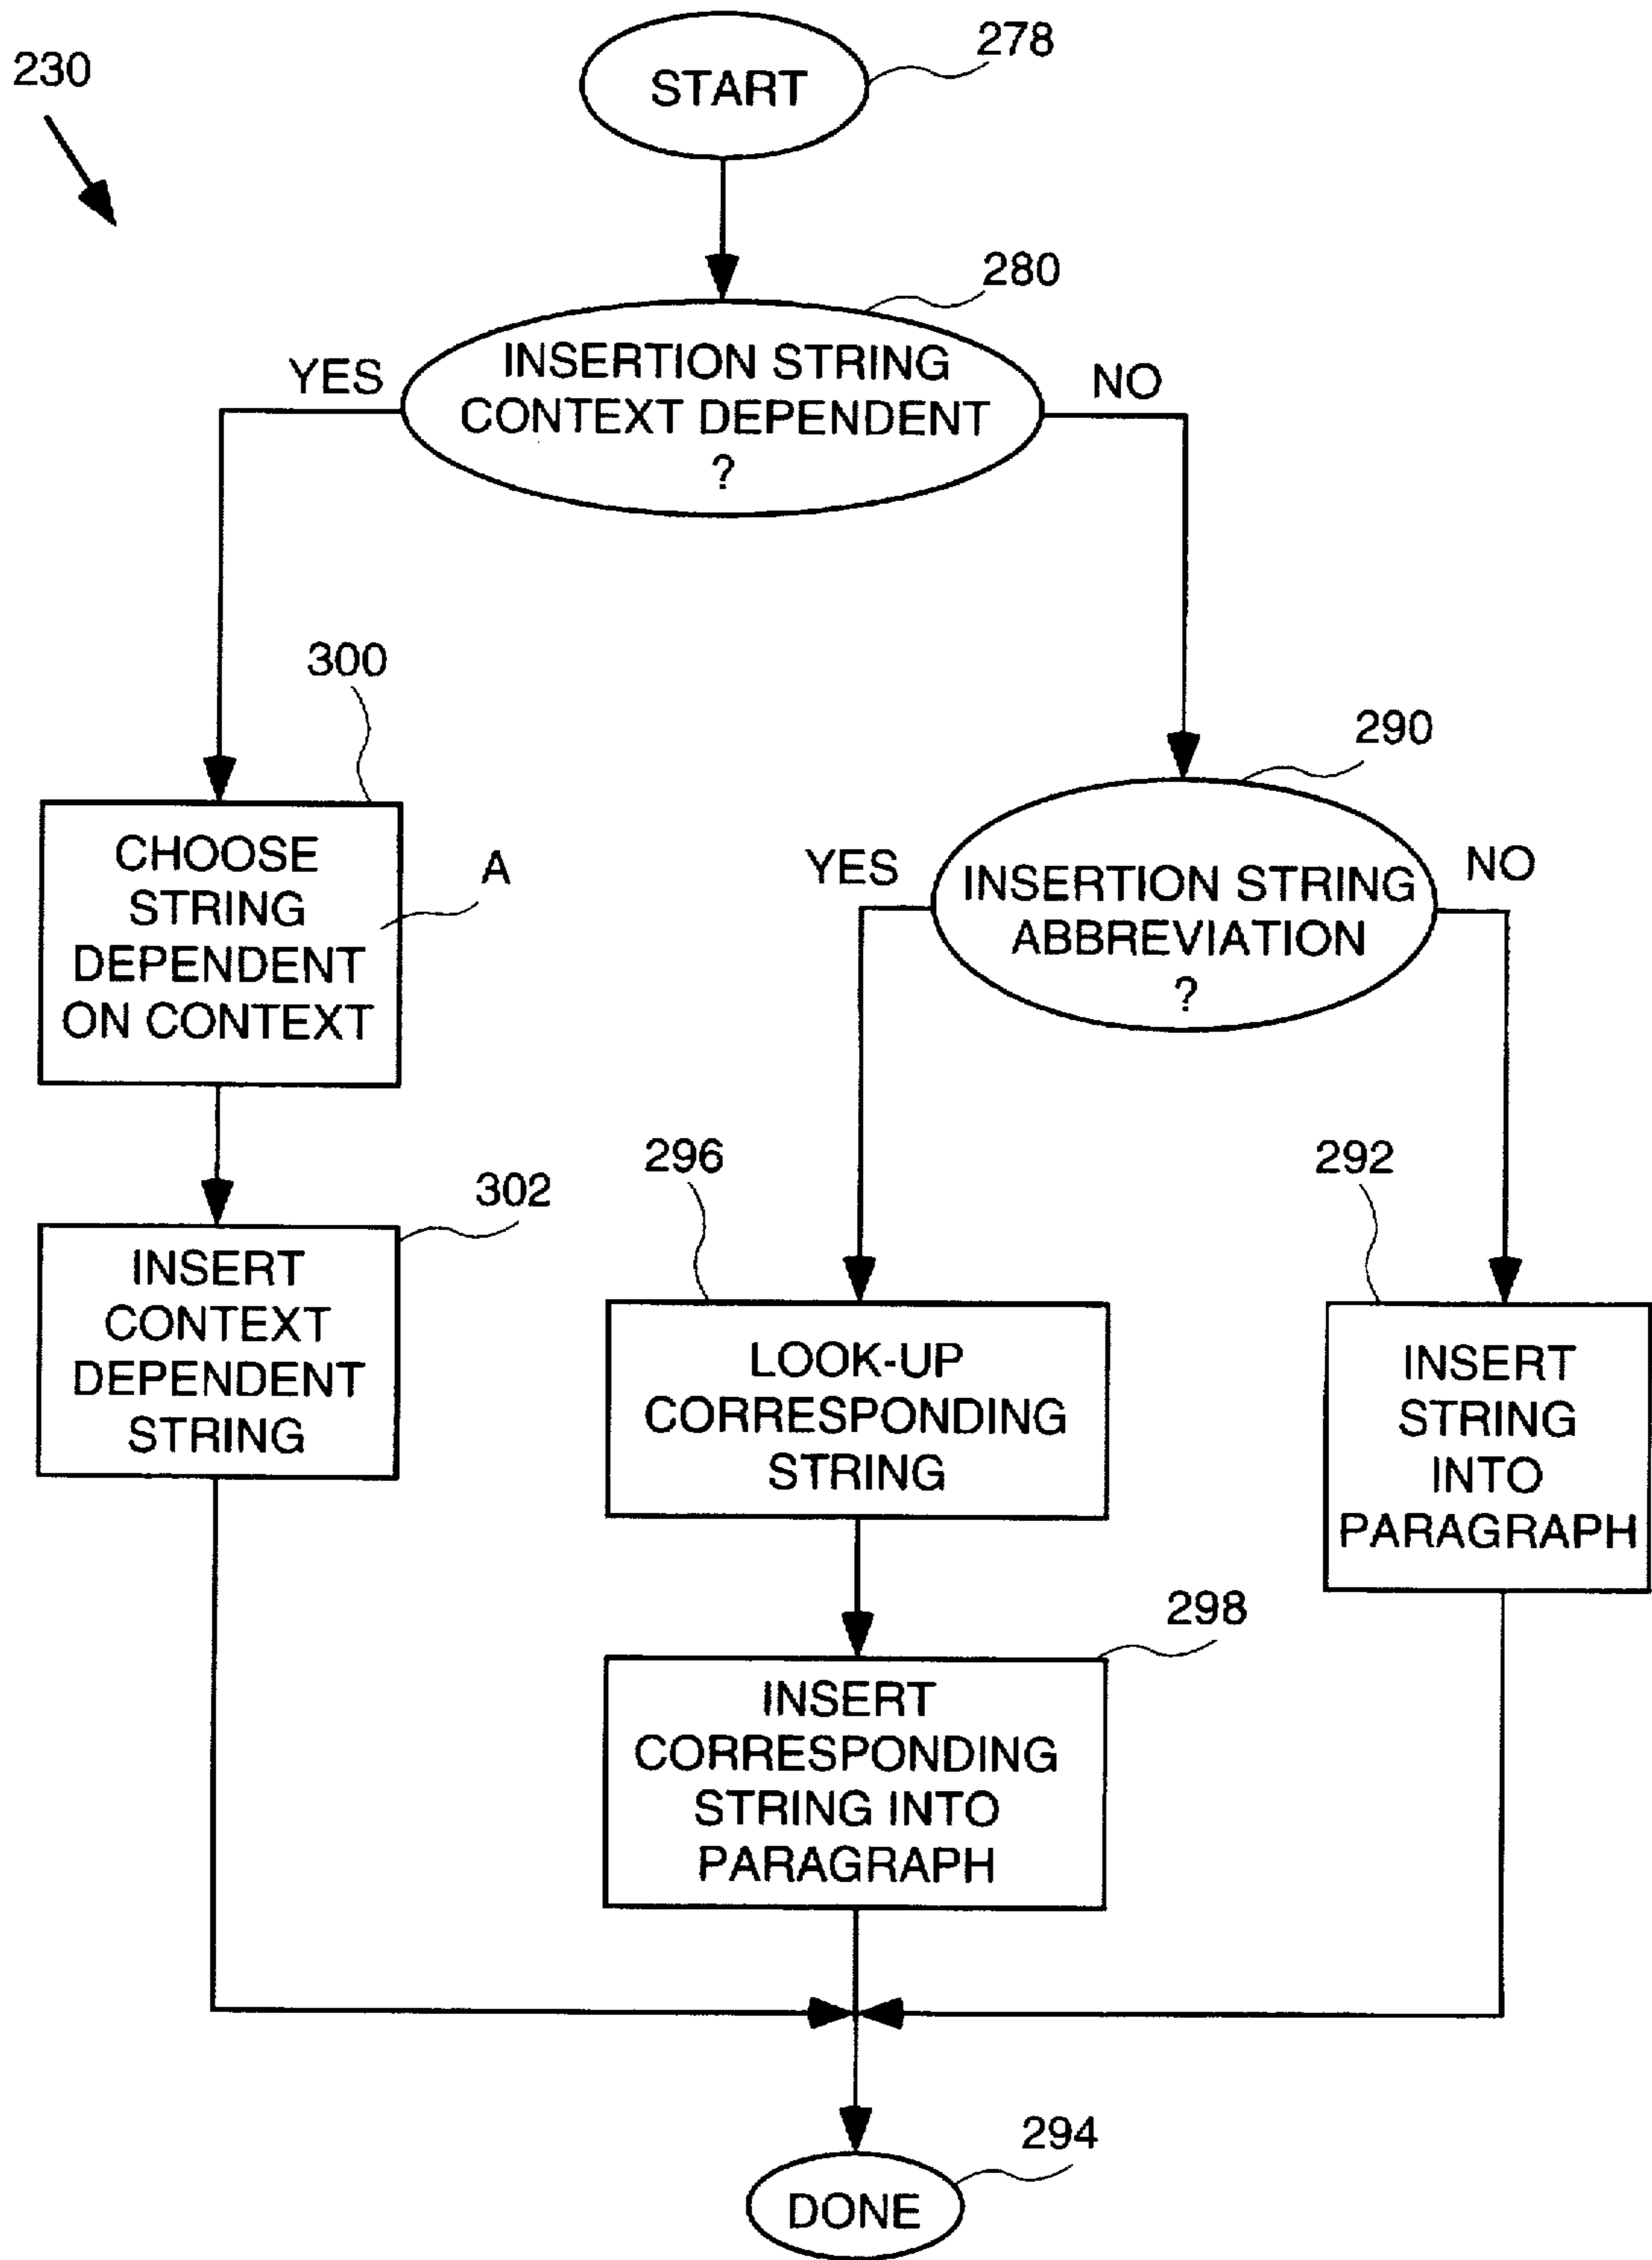 230
START
278
280
INSERTION STRING
CONTEXT DEPENDENT
?
YES
NO
300
CHOOSE
STRING
DEPENDENT
ON CONTEXT
A
290
INSERTION STRING
ABBREVIATION
?
YES
NO
302
INSERT
CONTEXT
DEPENDENT
STRING
296
LOOK-UP
CORRESPONDING
STRING
292
INSERT
STRING
INTO
PARAGRAPH
298
INSERT
CORRESPONDING
STRING INTO
PARAGRAPH
294
DONE